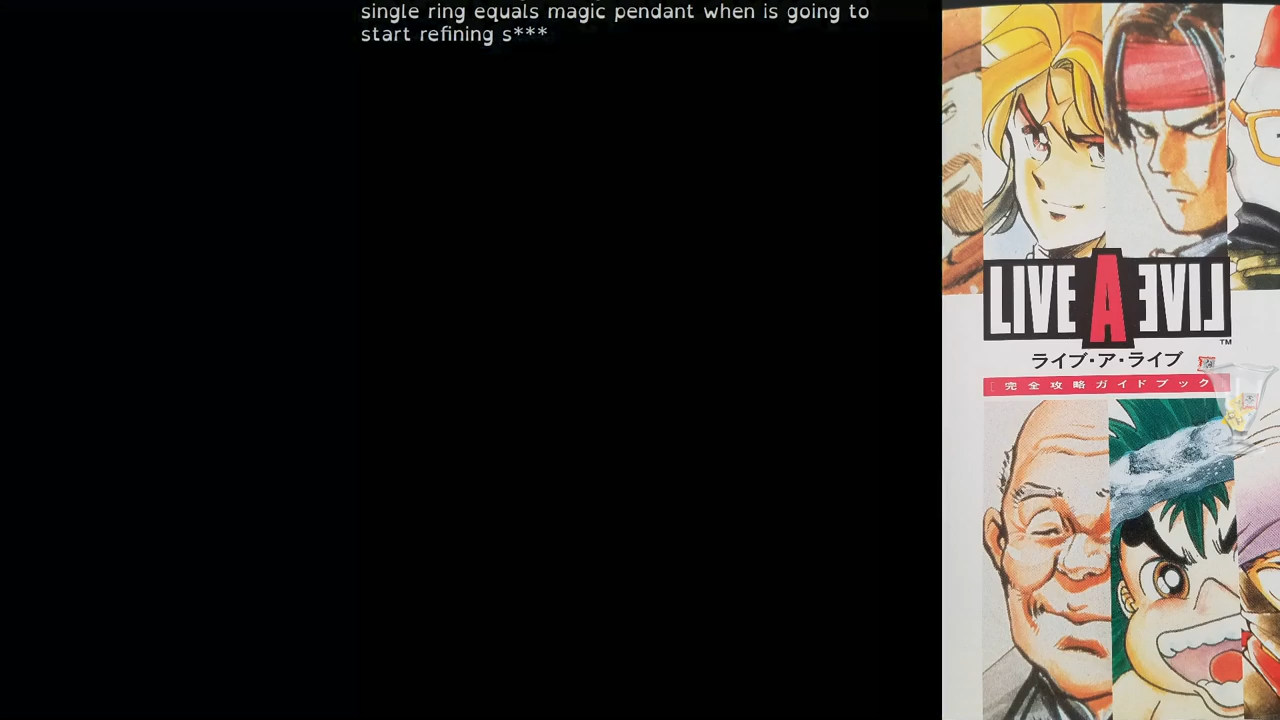 single ring equals magic pendant when is going to
start refining s***
LIVE A LIVE
TM
ライブ・ア・ライブ
[完全攻略ガイドブック]